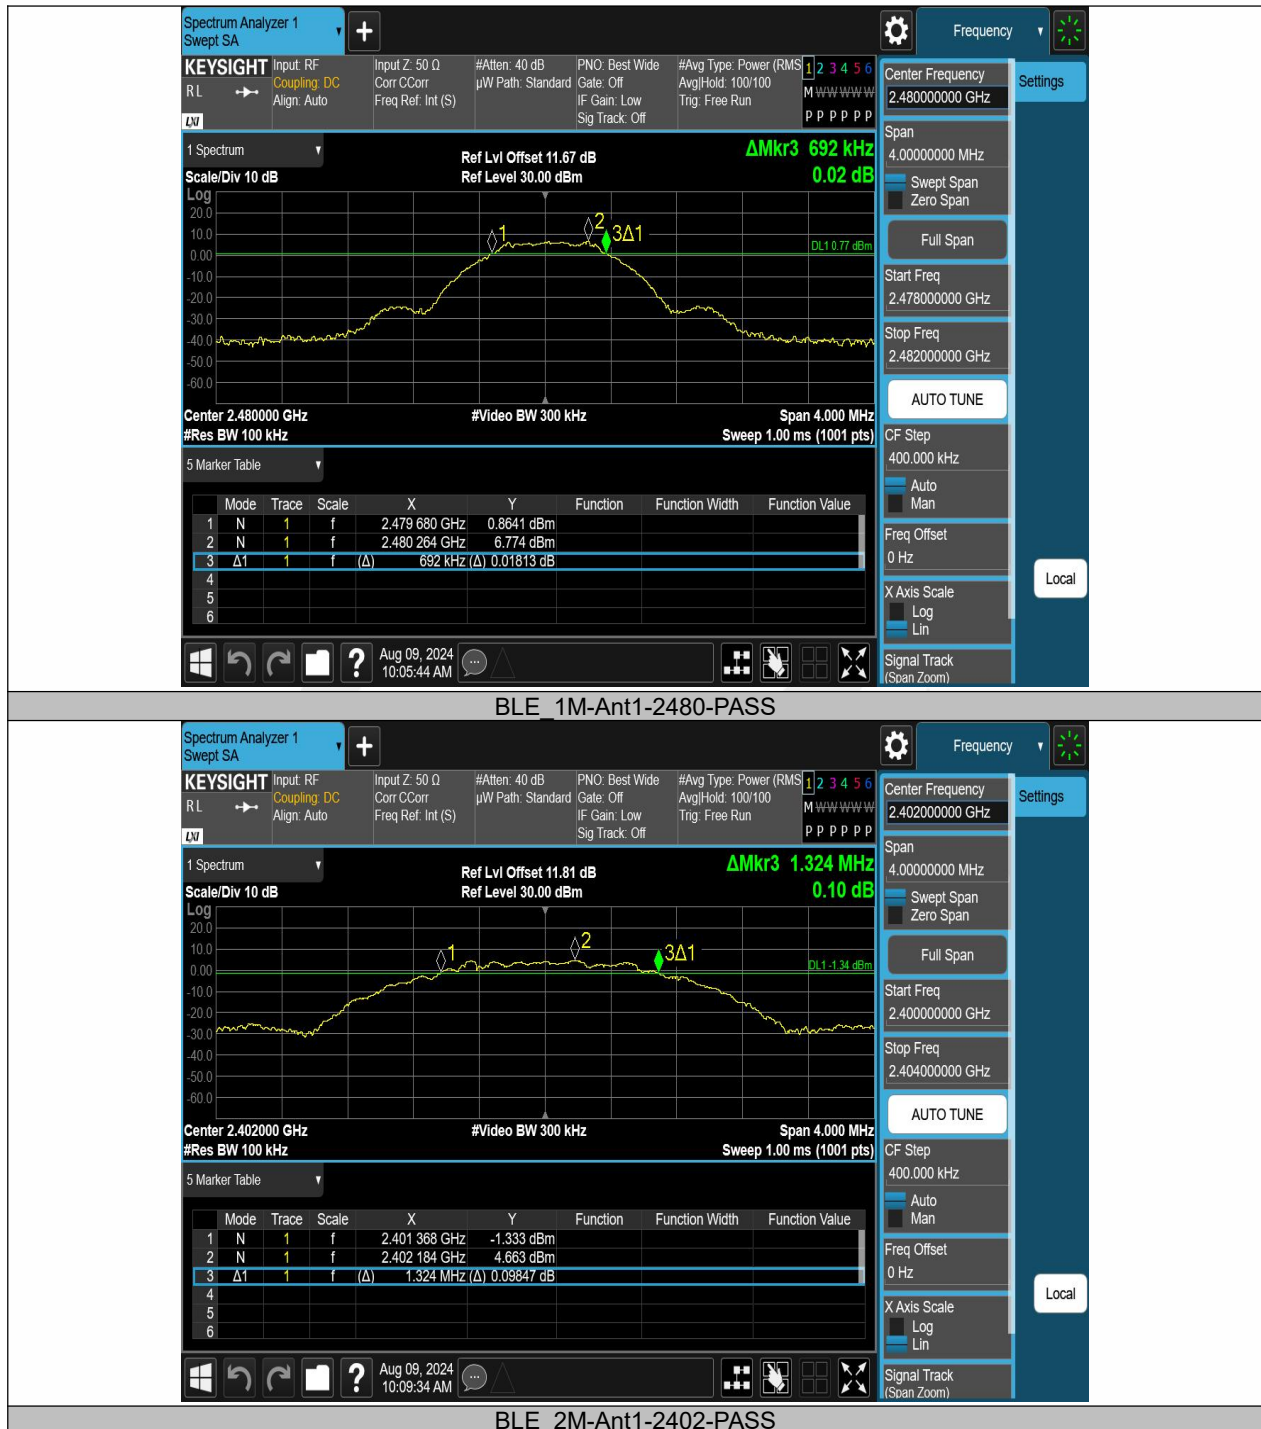 Spectrum Analyzer 1
Swept SA
+
Frequency
KEYSIGHT
RL
LXI
Input: RF
Coupling: DC
Align: Auto
Input Z: 50 Ω
Corr CCorr
Freq Ref: Int (S)
#Atten: 40 dB
µW Path: Standard
PNO: Best Wide
Gate: Off
IF Gain: Low
Sig Track: Off
#Avg Type: Power (RMS
Avg|Hold: 100/100
Trig: Free Run
1 2 3 4 5 6
M W W W W W
P P P P P P
Center Frequency
2.480000000 GHz
Settings
Span
4.00000000 MHz
Swept Span
Zero Span
Full Span
Start Freq
2.478000000 GHz
Stop Freq
2.482000000 GHz
AUTO TUNE
CF Step
400.000 kHz
Auto
Man
Freq Offset
0 Hz
X Axis Scale
Log
Lin
Signal Track
(Span Zoom)
Local
1 Spectrum
Scale/Div 10 dB
Ref Lvl Offset 11.67 dB
Ref Level 30.00 dBm
ΔMkr3 692 kHz
0.02 dB
Log
20.0
10.0
0.00
-10.0
-20.0
-30.0
-40.0
-50.0
-60.0
1
2
3Δ1
DL1 0.77 dBm
Center 2.480000 GHz
#Video BW 300 kHz
Span 4.000 MHz
#Res BW 100 kHz
Sweep 1.00 ms (1001 pts)
5 Marker Table
Mode Trace Scale X Y Function Function Width Function Value
1 N 1 f 2.479 680 GHz 0.8641 dBm
2 N 1 f 2.480 264 GHz 6.774 dBm
3 Δ1 1 f (Δ) 692 kHz (Δ) 0.01813 dB
4
5
6
?
Aug 09, 2024
10:05:44 AM
BLE_1M-Ant1-2480-PASS
Spectrum Analyzer 1
Swept SA
+
Frequency
KEYSIGHT
RL
LXI
Input: RF
Coupling: DC
Align: Auto
Input Z: 50 Ω
Corr CCorr
Freq Ref: Int (S)
#Atten: 40 dB
µW Path: Standard
PNO: Best Wide
Gate: Off
IF Gain: Low
Sig Track: Off
#Avg Type: Power (RMS
Avg|Hold: 100/100
Trig: Free Run
1 2 3 4 5 6
M W W W W W
P P P P P P
Center Frequency
2.402000000 GHz
Settings
Span
4.00000000 MHz
Swept Span
Zero Span
Full Span
Start Freq
2.400000000 GHz
Stop Freq
2.404000000 GHz
AUTO TUNE
CF Step
400.000 kHz
Auto
Man
Freq Offset
0 Hz
X Axis Scale
Log
Lin
Signal Track
(Span Zoom)
Local
1 Spectrum
Scale/Div 10 dB
Ref Lvl Offset 11.81 dB
Ref Level 30.00 dBm
ΔMkr3 1.324 MHz
0.10 dB
Log
20.0
10.0
0.00
-10.0
-20.0
-30.0
-40.0
-50.0
-60.0
1
2
3Δ1
DL1 -1.34 dBm
Center 2.402000 GHz
#Video BW 300 kHz
Span 4.000 MHz
#Res BW 100 kHz
Sweep 1.00 ms (1001 pts)
5 Marker Table
Mode Trace Scale X Y Function Function Width Function Value
1 N 1 f 2.401 368 GHz -1.333 dBm
2 N 1 f 2.402 184 GHz 4.663 dBm
3 Δ1 1 f (Δ) 1.324 MHz (Δ) 0.09847 dB
4
5
6
?
Aug 09, 2024
10:09:34 AM
BLE_2M-Ant1-2402-PASS